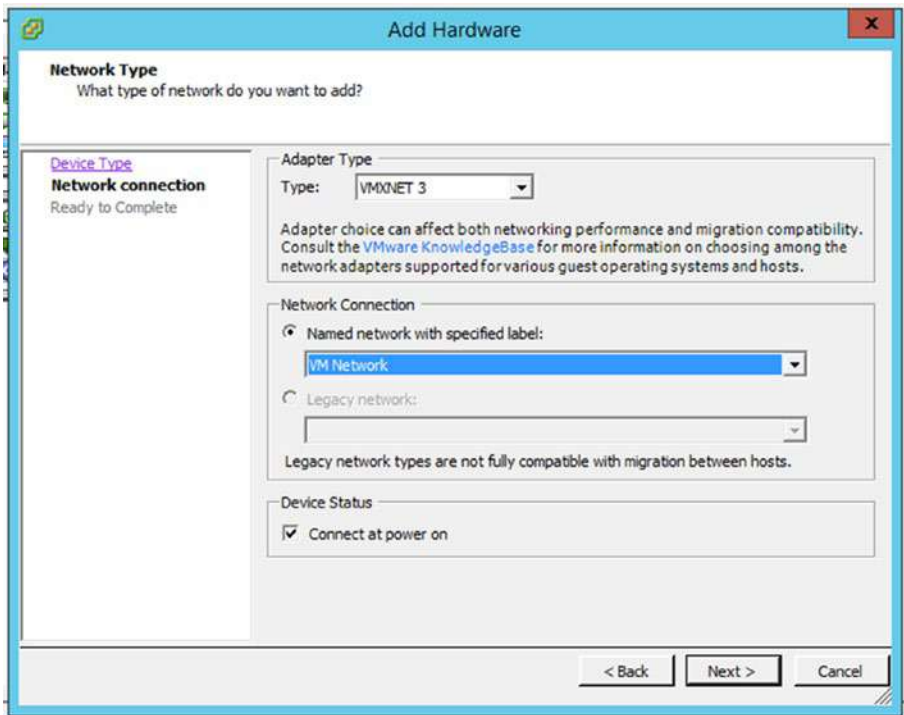 Add Hardware
X
Network Type
What type of network do you want to add?
Device Type
Network connection
Ready to Complete
Adapter Type
Type: VMXNET 3
Adapter choice can affect both networking performance and migration compatibility.
Consult the VMware KnowledgeBase for more information on choosing among the
network adapters supported for various guest operating systems and hosts.
Network Connection
Named network with specified label:
VM Network
Legacy network:
Legacy network types are not fully compatible with migration between hosts.
Device Status
Connect at power on
< Back Next > Cancel